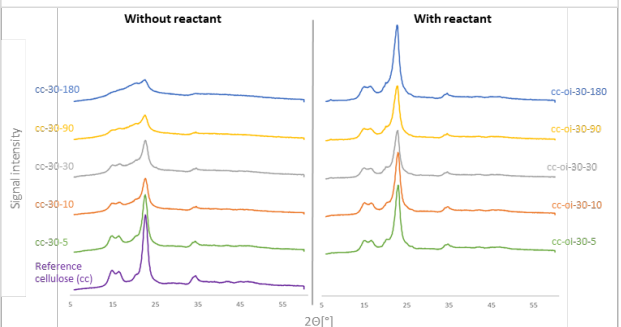 Without reactant
With reactant
Signal intensity
cc-30-180
cc-30-90
cc-30-30
cc-30-10
cc-30-5
Reference
cellulose (cc)
cc-oi-30-180
cc-oi-30-90
cc-oi-30-30
cc-oi-30-10
cc-oi-30-5
5 15 25 35 45 55
5 15 25 35 45 55
2Θ[°]